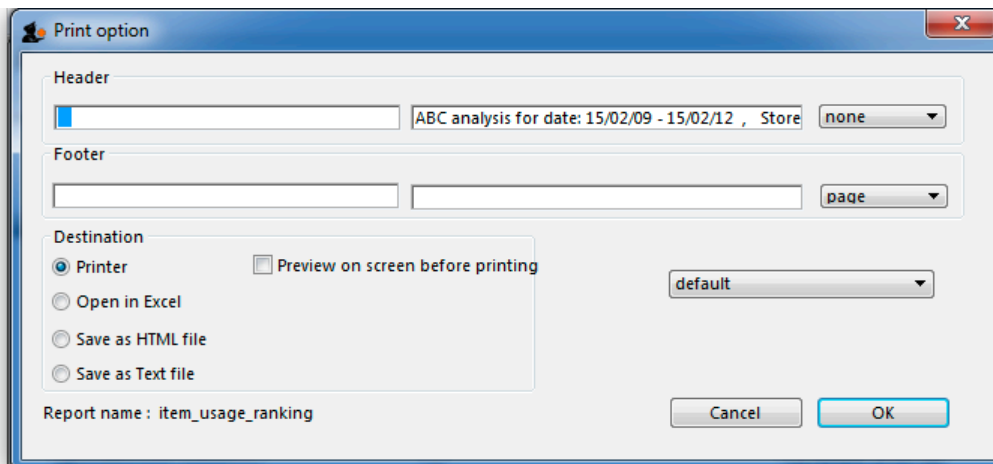 Print option
Header
ABC analysis for date: 15/02/09 - 15/02/12 , Store
none
Footer
page
Destination
Printer
Preview on screen before printing
default
Open in Excel
Save as HTML file
Save as Text file
Report name : item_usage_ranking
Cancel
OK